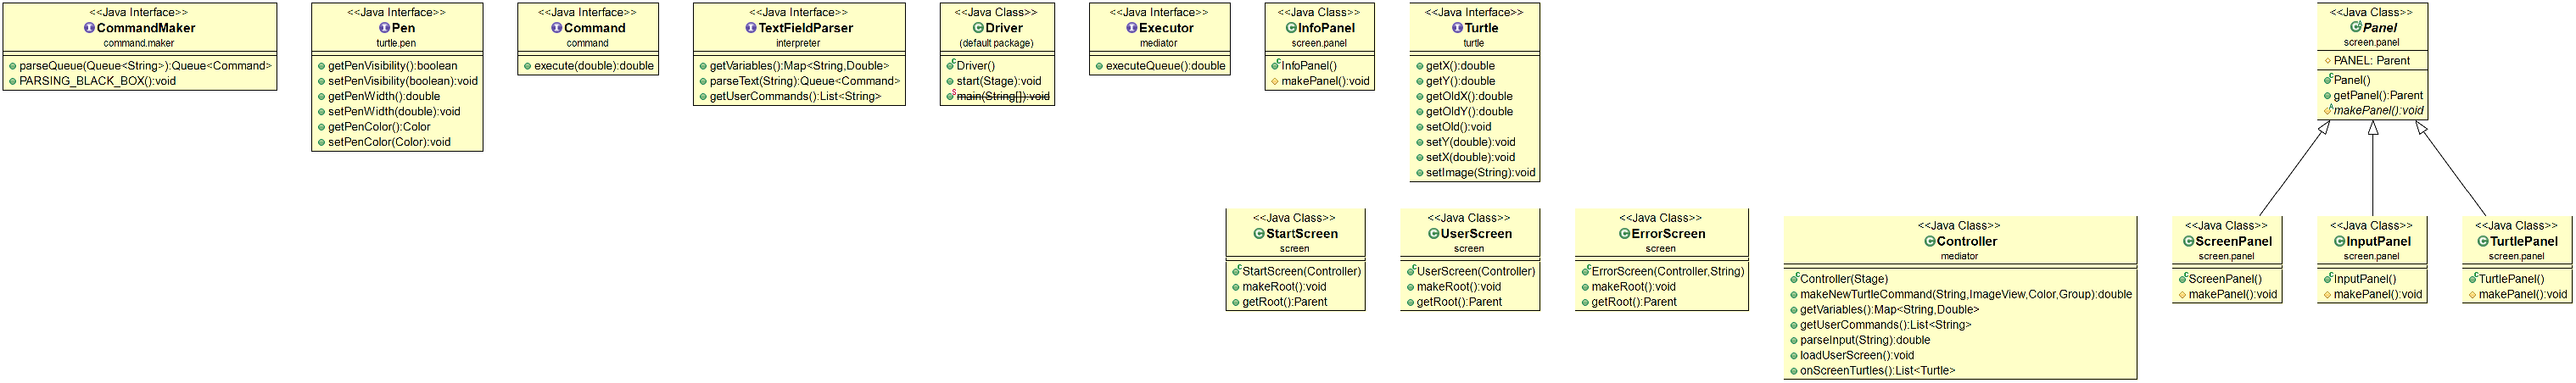 <<Java Interface>>
CommandMaker
command.maker
parseQueue(Queue<String>):Queue<Command>
PARSING_BLACK_BOX():void
<<Java Interface>>
Pen
turtle.pen
getPenVisibility():boolean
setPenVisibility(boolean):void
getPenWidth():double
setPenWidth(double):void
getPenColor():Color
setPenColor(Color):void
<<Java Interface>>
Command
command
execute(double):double
<<Java Interface>>
TextFieldParser
interpreter
getVariables():Map<String,Double>
parseText(String):Queue<Command>
getUserCommands():List<String>
<<Java Class>>
Driver
(default package)
Driver()
start(Stage):void
main(String[]):void
<<Java Interface>>
Executor
mediator
executeQueue():double
<<Java Class>>
InfoPanel
screen.panel
InfoPanel()
makePanel():void
<<Java Interface>>
Turtle
turtle
getX():double
getY():double
getOldX():double
getOldY():double
setOld():void
setY(double):void
setX(double):void
setImage(String):void
<<Java Class>>
Panel
screen.panel
PANEL: Parent
Panel()
getPanel():Parent
makePanel():void
<<Java Class>>
StartScreen
screen
StartScreen(Controller)
makeRoot():void
getRoot():Parent
<<Java Class>>
UserScreen
screen
UserScreen(Controller)
makeRoot():void
getRoot():Parent
<<Java Class>>
ErrorScreen
screen
ErrorScreen(Controller,String)
makeRoot():void
getRoot():Parent
<<Java Class>>
Controller
mediator
Controller(Stage)
makeNewTurtleCommand(String,ImageView,Color,Group):double
getVariables():Map<String,Double>
getUserCommands():List<String>
parseInput(String):double
loadUserScreen():void
onScreenTurtles():List<Turtle>
<<Java Class>>
ScreenPanel
screen.panel
ScreenPanel()
makePanel():void
<<Java Class>>
InputPanel
screen.panel
InputPanel()
makePanel():void
<<Java Class>>
TurtlePanel
screen.panel
TurtlePanel()
makePanel():void